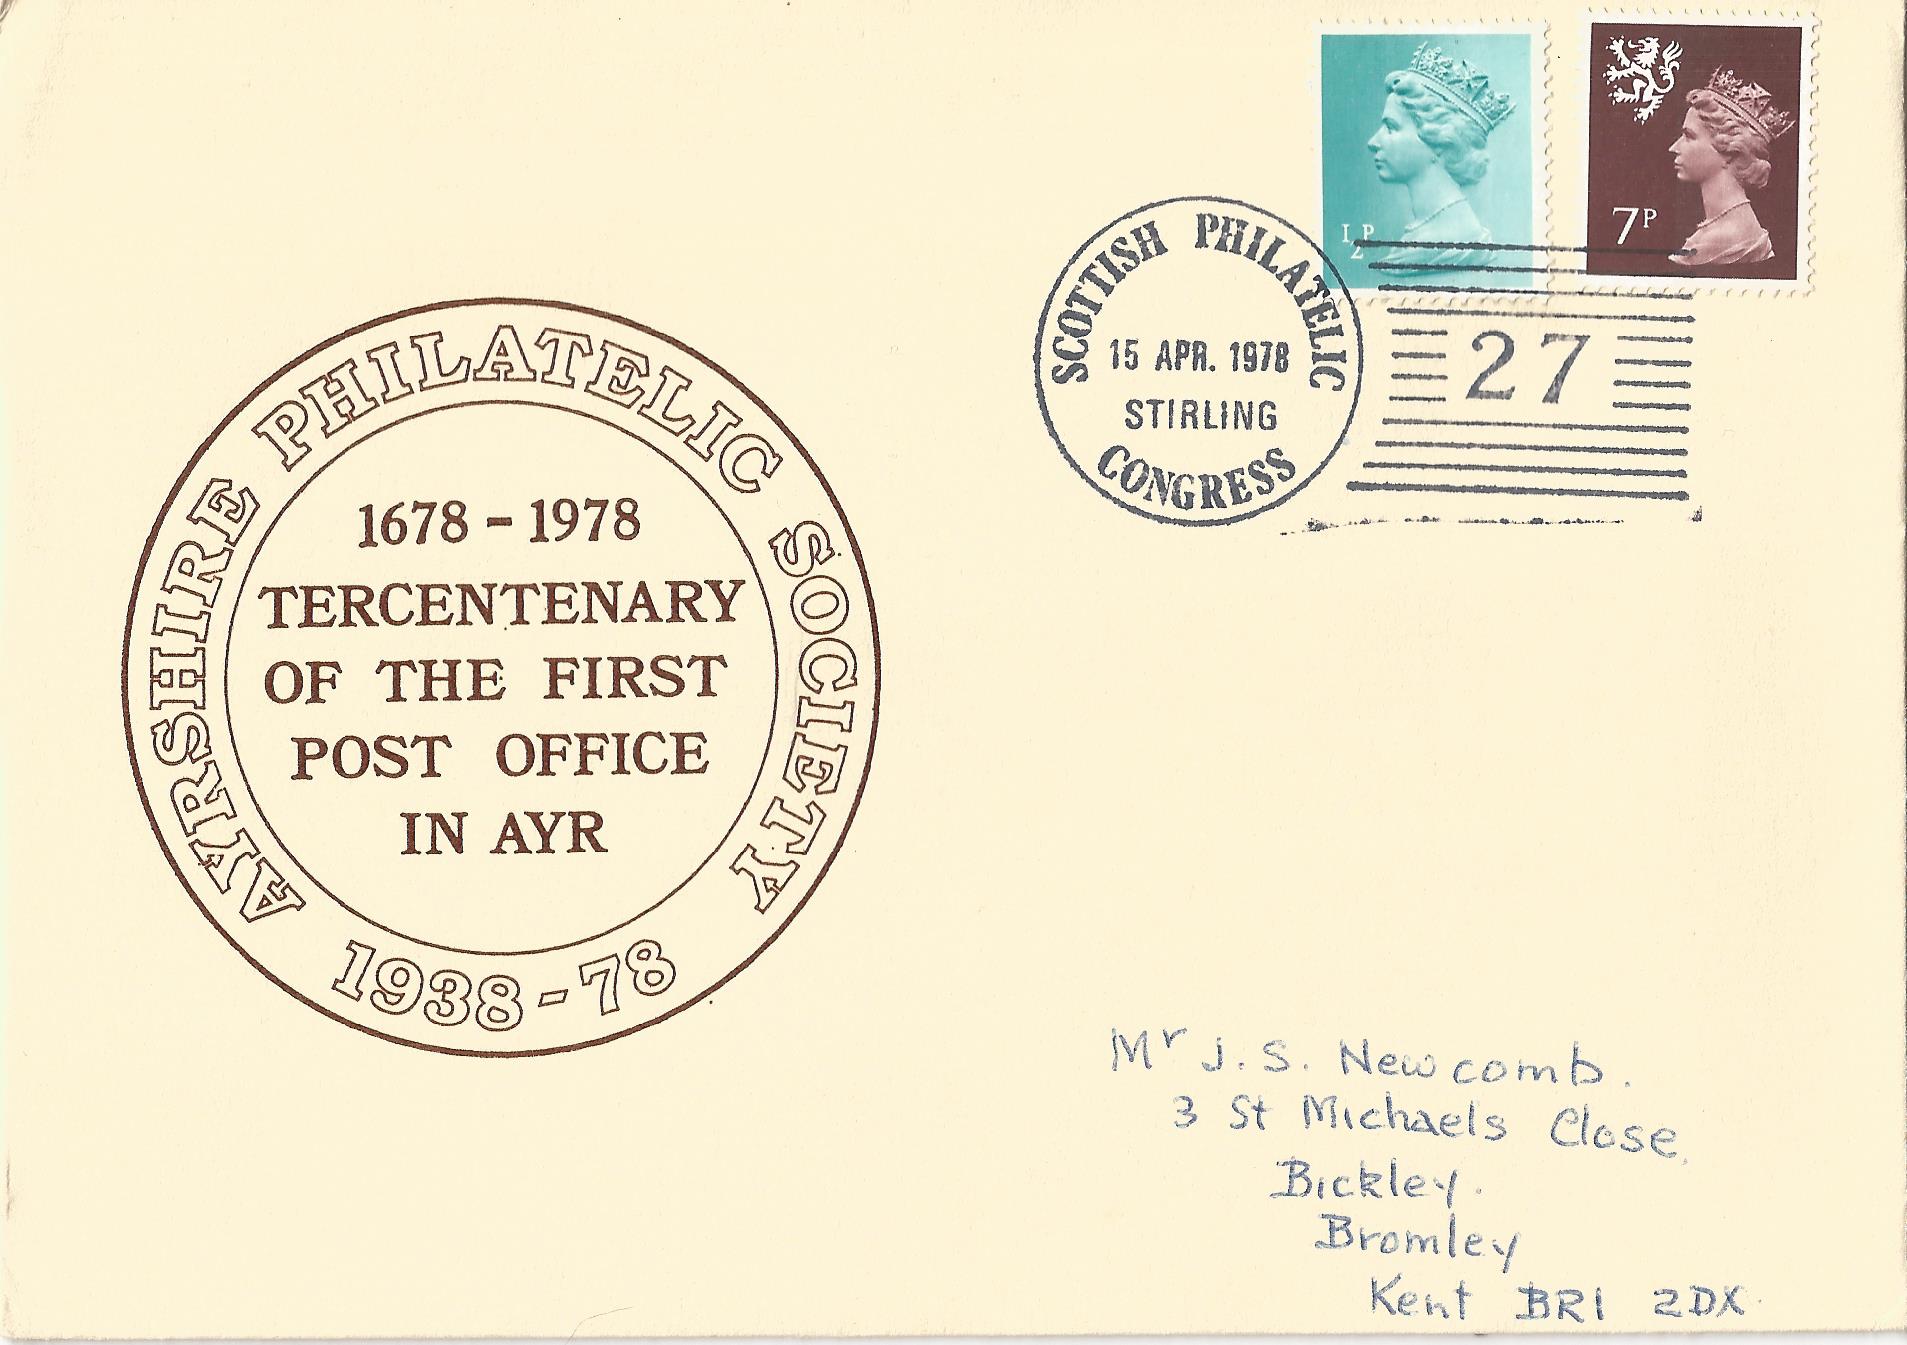 AYRSHIRE PHILATELIC SOCIETY
1678 - 1978
TERCENTENARY
OF THE FIRST
POST OFFICE
IN AYR
1938 - 78
1/2 P
7P
SCOTTISH PHILATELIC
15 APR. 1978
STIRLING
CONGRESS
27
Mr J. S. Newcomb.
3 St Michaels Close,
Bickley.
Bromley
Kent BR1 2DX.